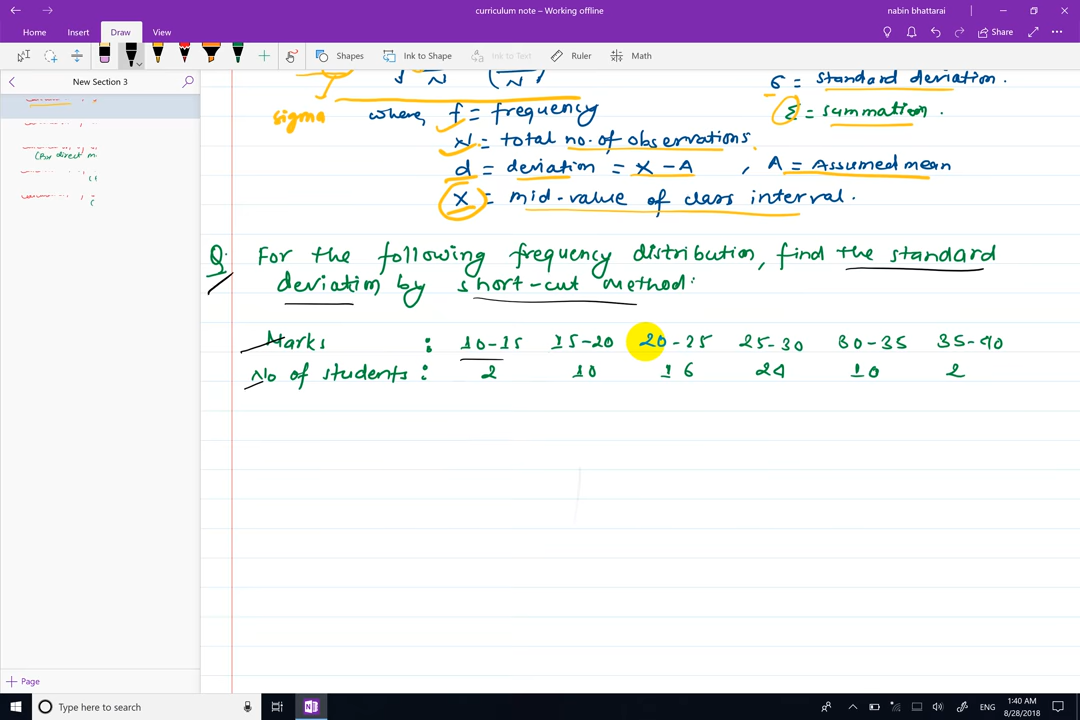 curriculum note – Working offline
nabin bhattarai
Home Insert Draw View
Share
Shapes Ink to Shape Ink to Text Ruler Math
New Section 3
N N
sigma
where, f = frequency
N = total no. of observations
d = deviation = X - A , A = Assumed mean
X = mid-value of class interval.
σ = standard deviation.
Σ = summation.
Q. For the following frequency distribution, find the standard
deviation by short-cut method:
Marks : 10-15 15-20 20-25 25-30 30-35 35-40
No of students : 2 10 16 24 10 2
(For direct m
+ Page
Type here to search
ENG
1:40 AM
8/28/2018